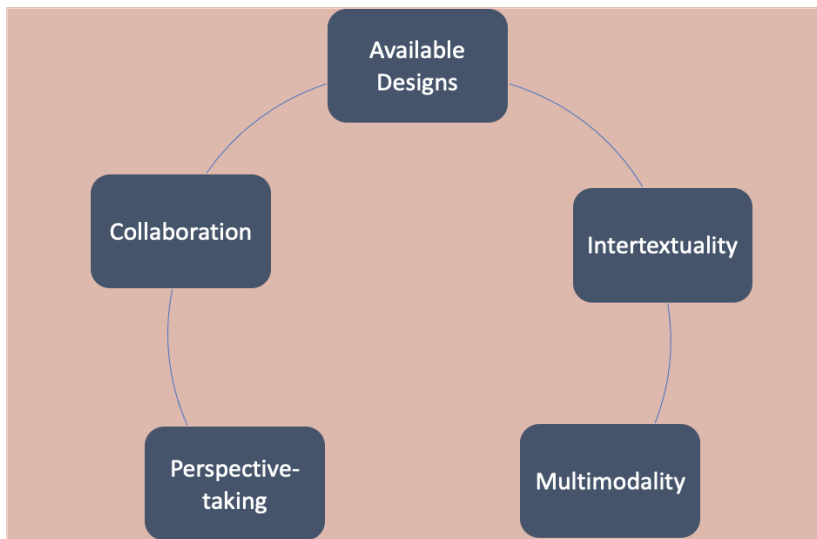 Available
Designs
Collaboration
Intertextuality
Perspective-
taking
Multimodality